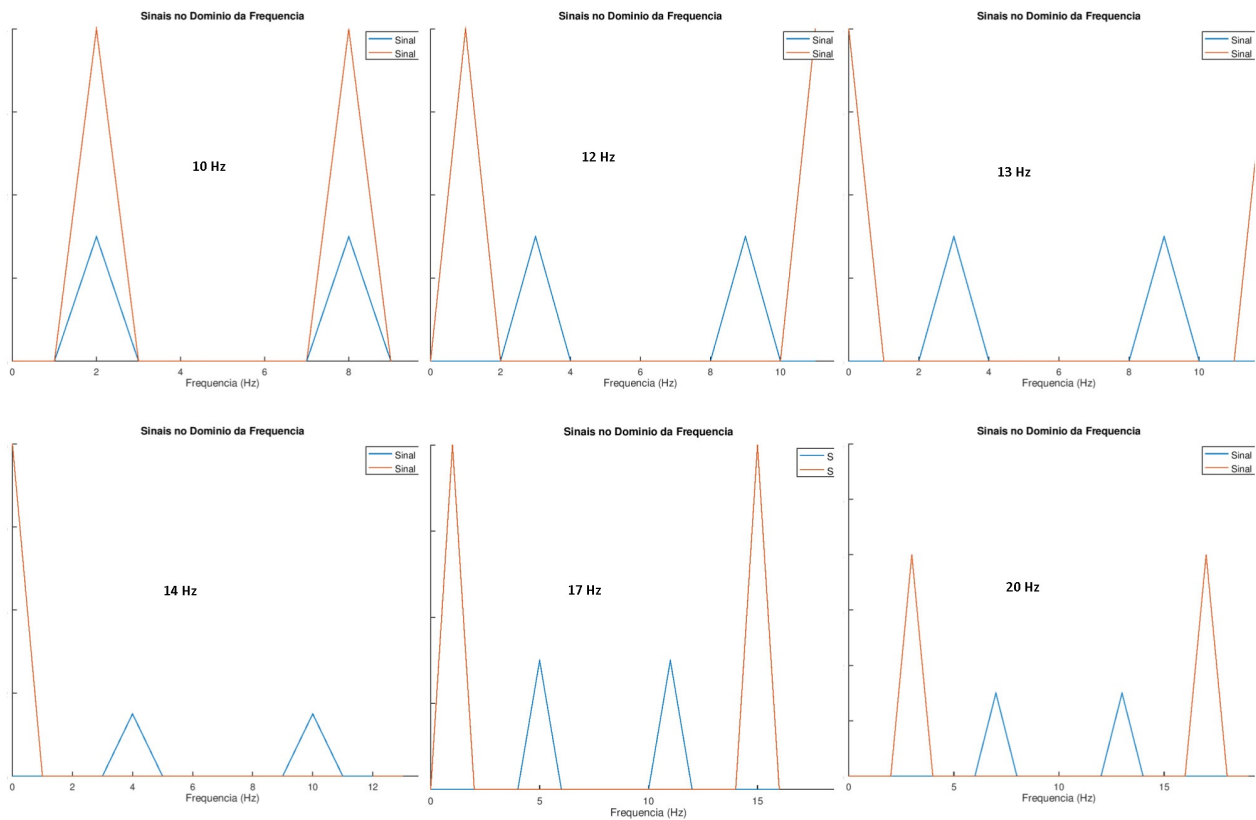 Sinais no Dominio da Frequencia
Sinal
Sinal
10 Hz
0 2 4 6 8
Frequencia (Hz)
Sinais no Dominio da Frequencia
Sinal
Sinal
12 Hz
0 2 4 6 8 10
Frequencia (Hz)
Sinais no Dominio da Frequencia
Sinal
Sinal
13 Hz
0 2 4 6 8 10
Frequencia (Hz)
Sinais no Dominio da Frequencia
Sinal
Sinal
14 Hz
0 2 4 6 8 10 12
Frequencia (Hz)
Sinais no Dominio da Frequencia
S
S
17 Hz
0 5 10 15
Frequencia (Hz)
Sinais no Dominio da Frequencia
Sinal
Sinal
20 Hz
0 5 10 15
Frequencia (Hz)